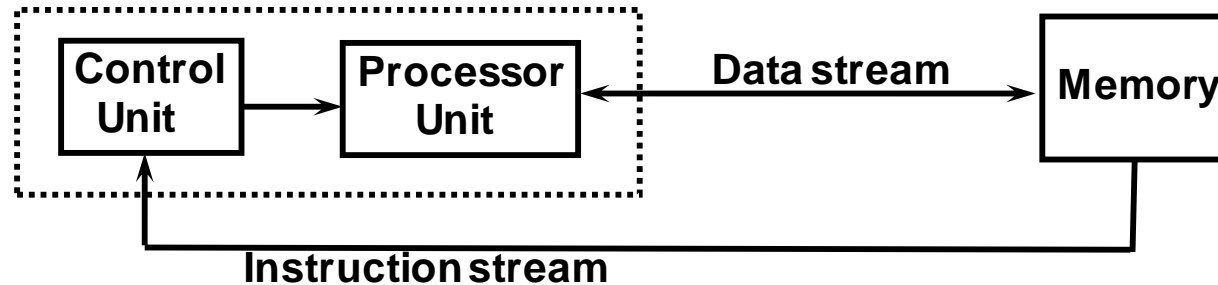 Control
Unit
Processor
Unit
Data stream
Memory
Instruction stream